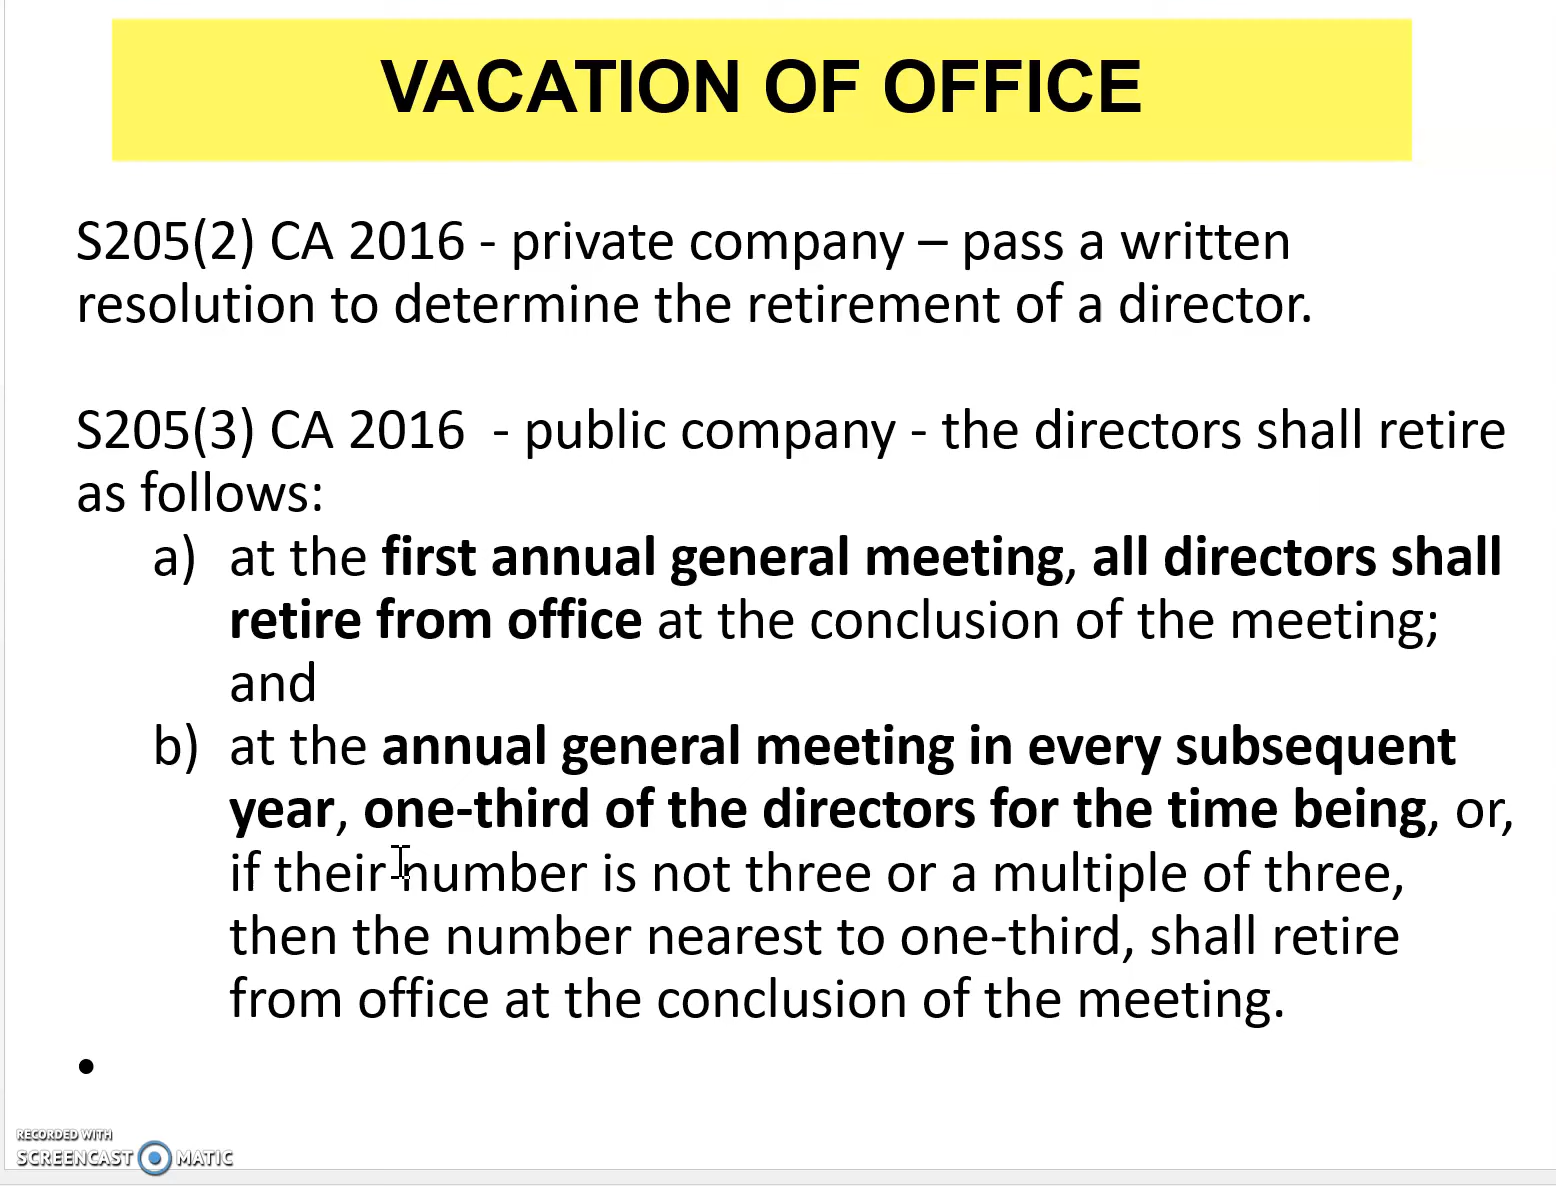 VACATION OF OFFICE
S205(2) CA 2016 - private company – pass a written
resolution to determine the retirement of a director.
S205(3) CA 2016 - public company - the directors shall retire
as follows:
a) at the first annual general meeting, all directors shall
retire from office at the conclusion of the meeting;
and
b) at the annual general meeting in every subsequent
year, one-third of the directors for the time being, or,
if their number is not three or a multiple of three,
then the number nearest to one-third, shall retire
from office at the conclusion of the meeting.
•
RECORDED WITH
SCREENCAST MATIC